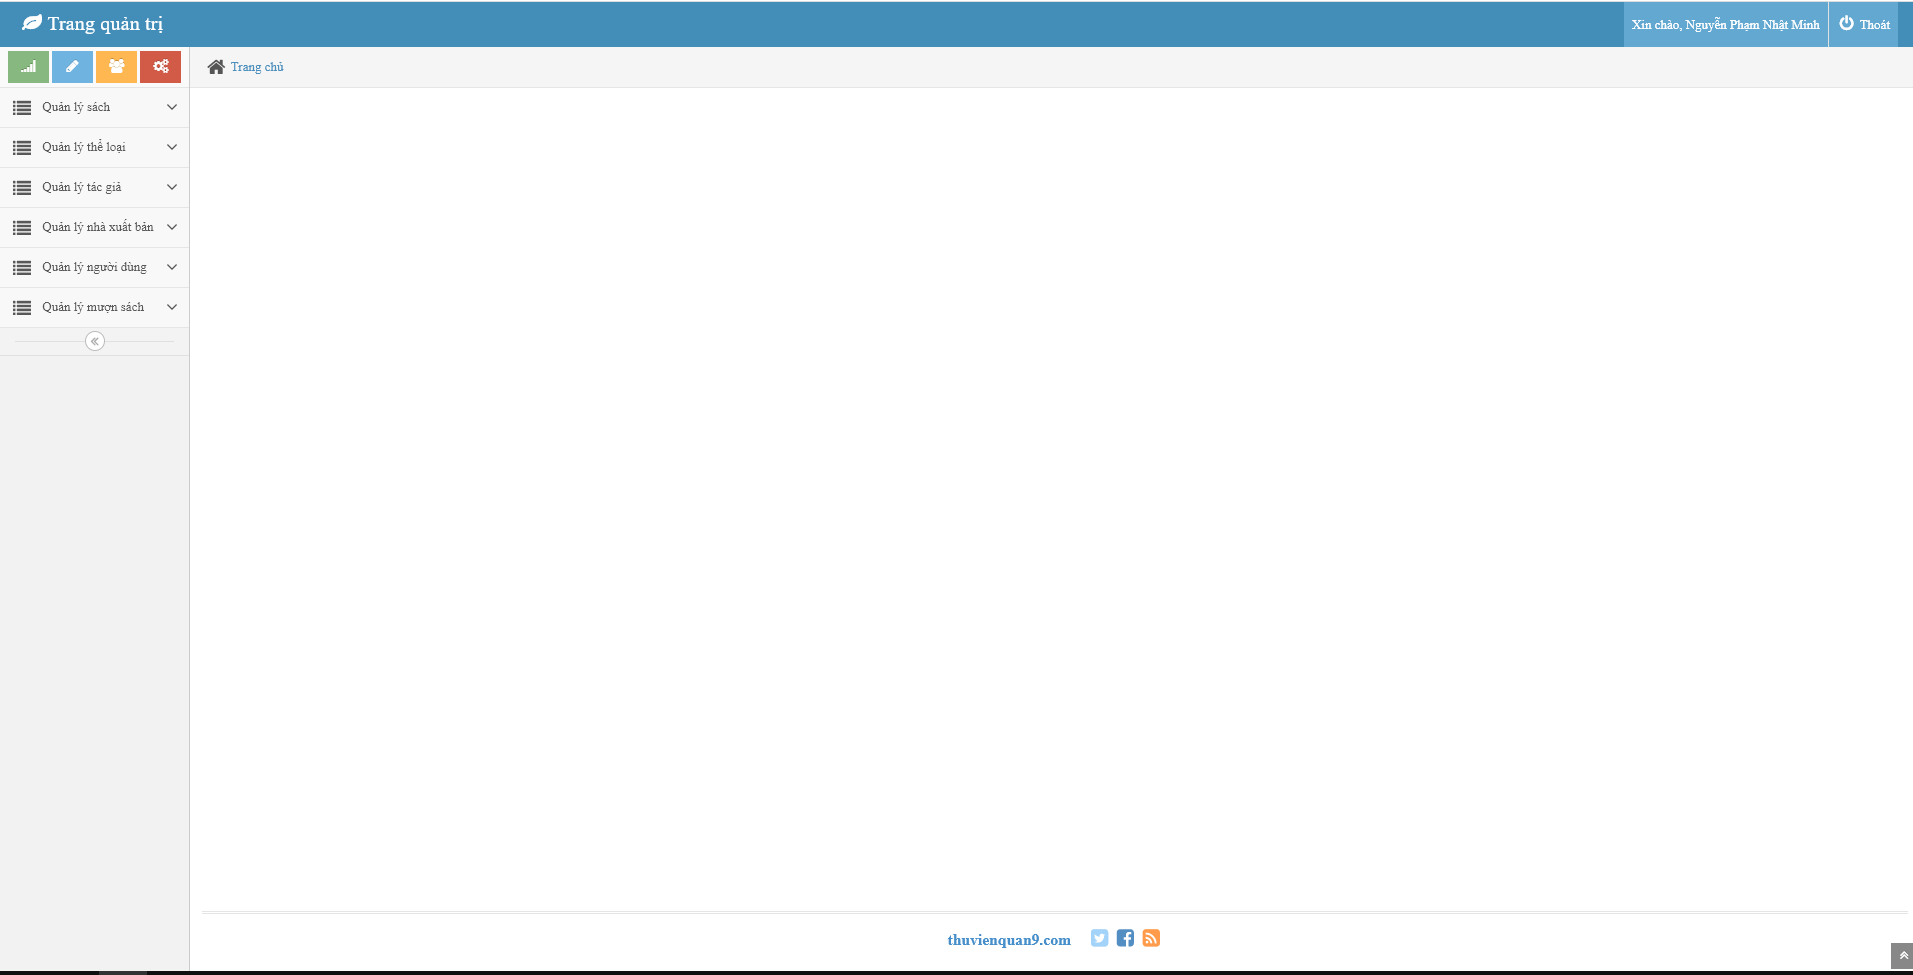 Trang quản trị
Xin chào, Nguyễn Phạm Nhật Minh
Thoát
Trang chủ
Quản lý sách
Quản lý thể loại
Quản lý tác giả
Quản lý nhà xuất bản
Quản lý người dùng
Quản lý mượn sách
thuvienquan9.com